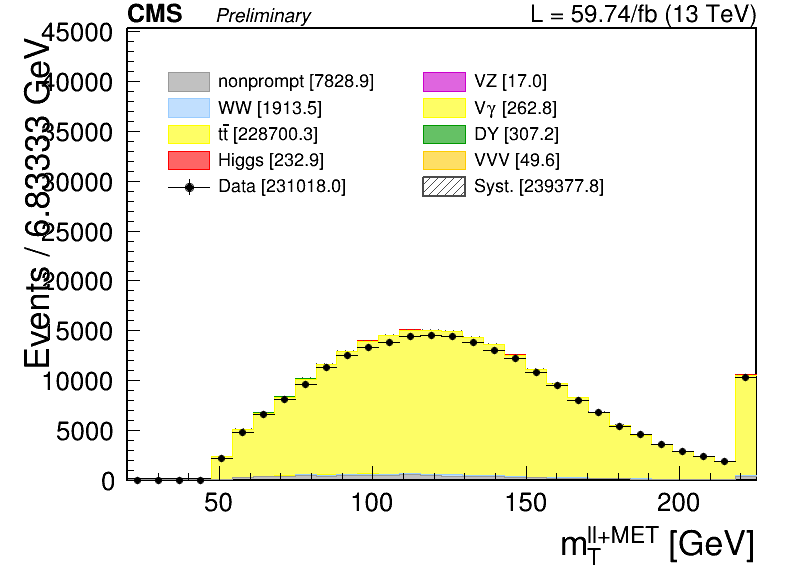 CMS Preliminary L = 59.74/fb (13 TeV)
Events / 6.83333 GeV
45000
40000
35000
30000
25000
20000
15000
10000
5000
0
nonprompt [7828.9]
VZ [17.0]
WW [1913.5]
Vγ [262.8]
tt̄ [228700.3]
DY [307.2]
Higgs [232.9]
VVV [49.6]
Data [231018.0]
Syst. [239377.8]
50 100 150 200
m_T^ll+MET [GeV]